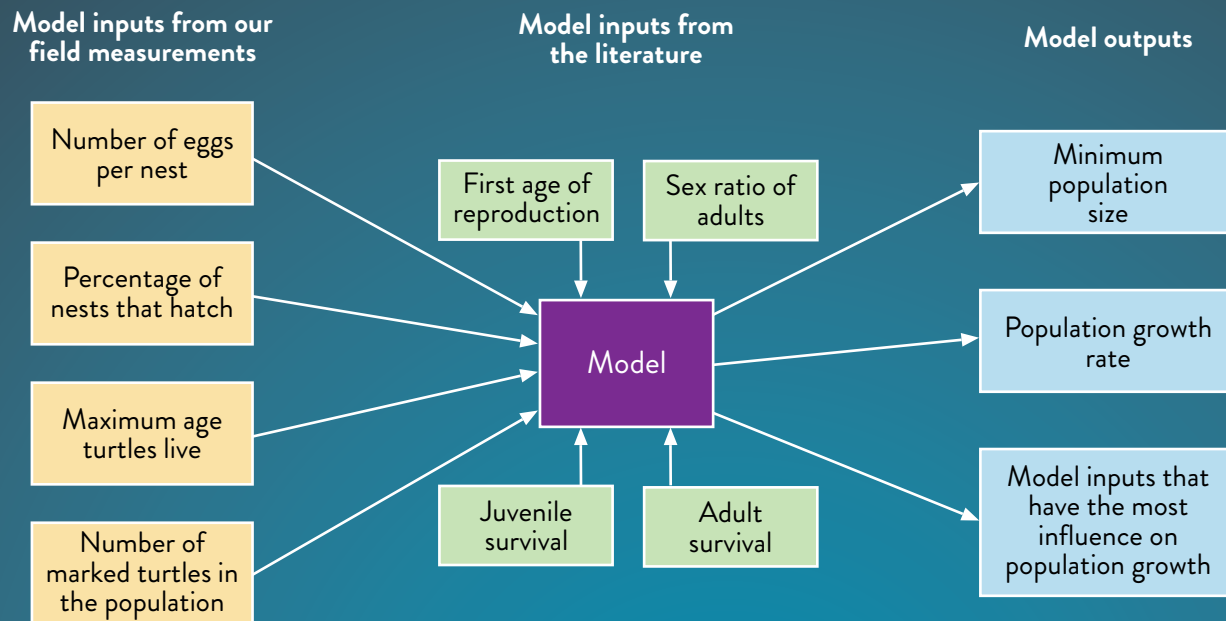 Model inputs from our
field measurements
Number of eggs
per nest
Percentage of
nests that hatch
Maximum age
turtles live
Number of
marked turtles in
the population
Model inputs from
the literature
First age of
reproduction
Sex ratio of
adults
Model
Juvenile
survival
Adult
survival
Model outputs
Minimum
population
size
Population growth
rate
Model inputs that
have the most
influence on
population growth